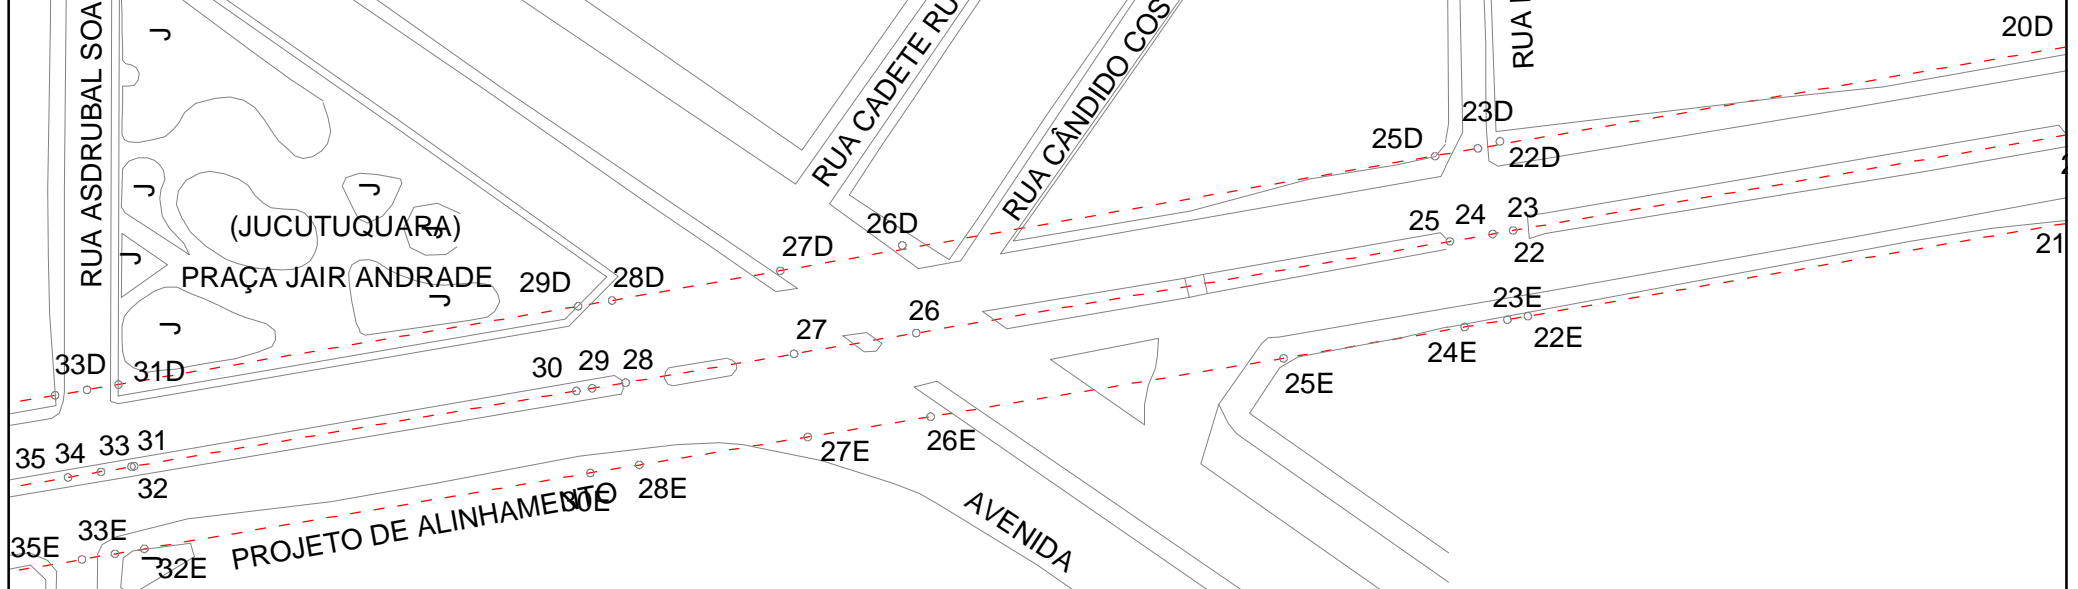 RUA ASDRUBAL SOA
RUA CADETE RU
RUA CÂNDIDO COS
RUA
20D
23D
25D
22D
J
J
J
J
J
J
J
J
(JUCUTUQUARA)
PRAÇA JAIR ANDRADE
26D
27D
28D
29D
25
24
23
22
21
26
27
23E
22E
24E
25E
33D
31D
30
29
28
26E
27E
28E
30E
35
34
33
31
32
33E
35E
32E
PROJETO DE ALINHAMENTO
AVENIDA